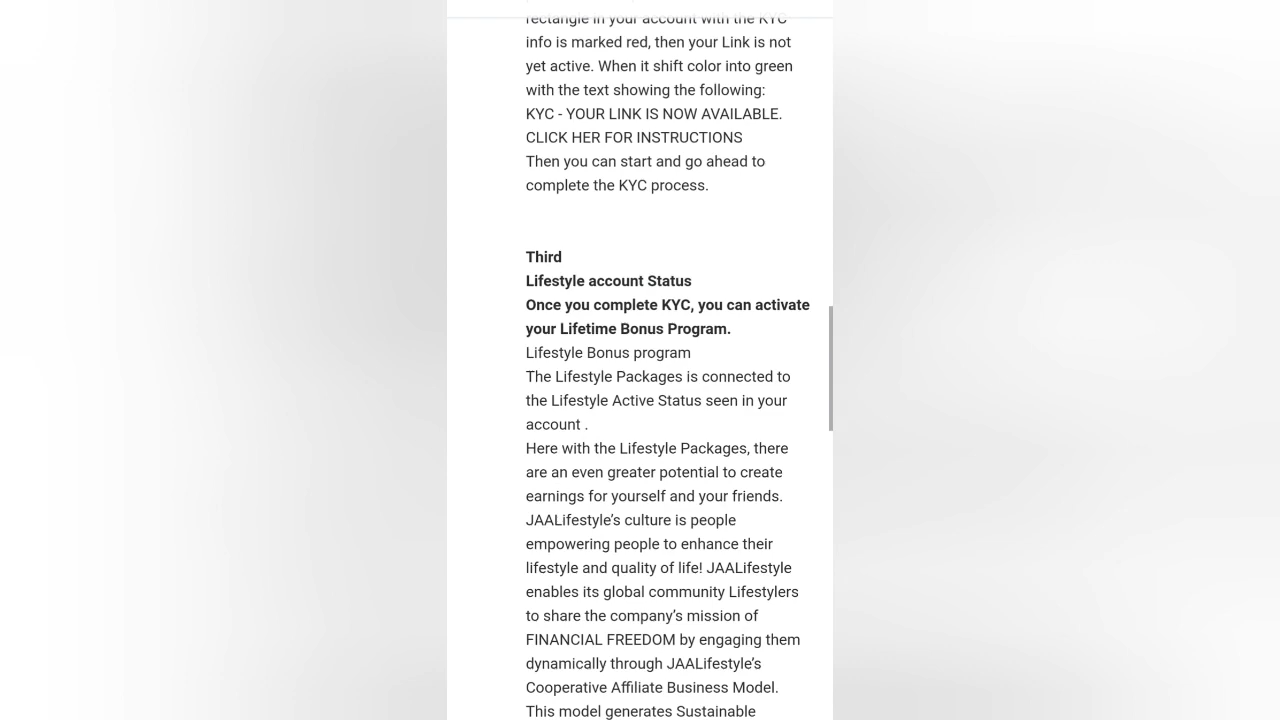 rectangle in your account with the KYC
info is marked red, then your Link is not
yet active. When it shift color into green
with the text showing the following:
KYC - YOUR LINK IS NOW AVAILABLE.
CLICK HER FOR INSTRUCTIONS
Then you can start and go ahead to
complete the KYC process.
Third
Lifestyle account Status
Once you complete KYC, you can activate
your Lifetime Bonus Program.
Lifestyle Bonus program
The Lifestyle Packages is connected to
the Lifestyle Active Status seen in your
account .
Here with the Lifestyle Packages, there
are an even greater potential to create
earnings for yourself and your friends.
JAALifestyle’s culture is people
empowering people to enhance their
lifestyle and quality of life! JAALifestyle
enables its global community Lifestylers
to share the company’s mission of
FINANCIAL FREEDOM by engaging them
dynamically through JAALifestyle’s
Cooperative Affiliate Business Model.
This model generates Sustainable